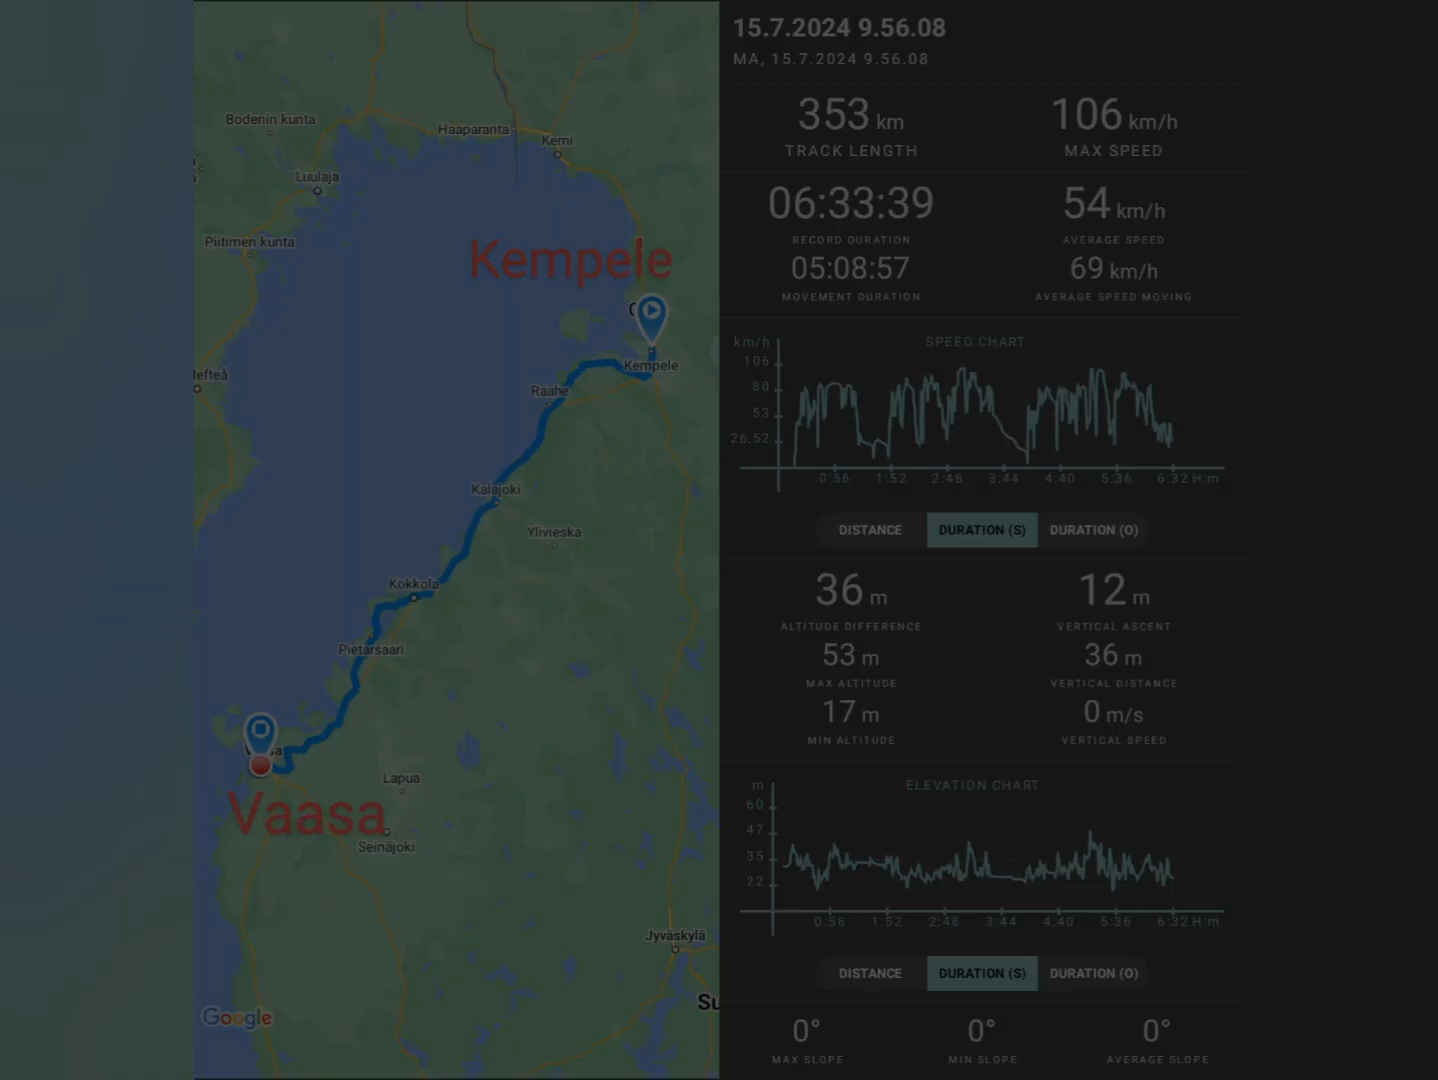 Bodenin kunta
Haaparanta
Kemi
Luulaja
Piitimen kunta
Kempele
Kempele
lefteå
Raahe
Kalajoki
Ylivieska
Kokkola
Pietarsaari
Lapua
Vaasa
Seinäjoki
Jyväskylä
Su
Google
15.7.2024 9.56.08
MA, 15.7.2024 9.56.08
353 km
TRACK LENGTH
106 km/h
MAX SPEED
06:33:39
RECORD DURATION
54 km/h
AVERAGE SPEED
05:08:57
MOVEMENT DURATION
69 km/h
AVERAGE SPEED MOVING
SPEED CHART
km/h
106
80
53
26,52
0:56 1:52 2:48 3:44 4:40 5:36 6:32 H:m
DISTANCE DURATION (S) DURATION (O)
36 m
ALTITUDE DIFFERENCE
12 m
VERTICAL ASCENT
53 m
MAX ALTITUDE
36 m
VERTICAL DISTANCE
17 m
MIN ALTITUDE
0 m/s
VERTICAL SPEED
ELEVATION CHART
m
60
47
35
22
0:56 1:52 2:48 3:44 4:40 5:36 6:32 H:m
DISTANCE DURATION (S) DURATION (O)
0°
MAX SLOPE
0°
MIN SLOPE
0°
AVERAGE SLOPE